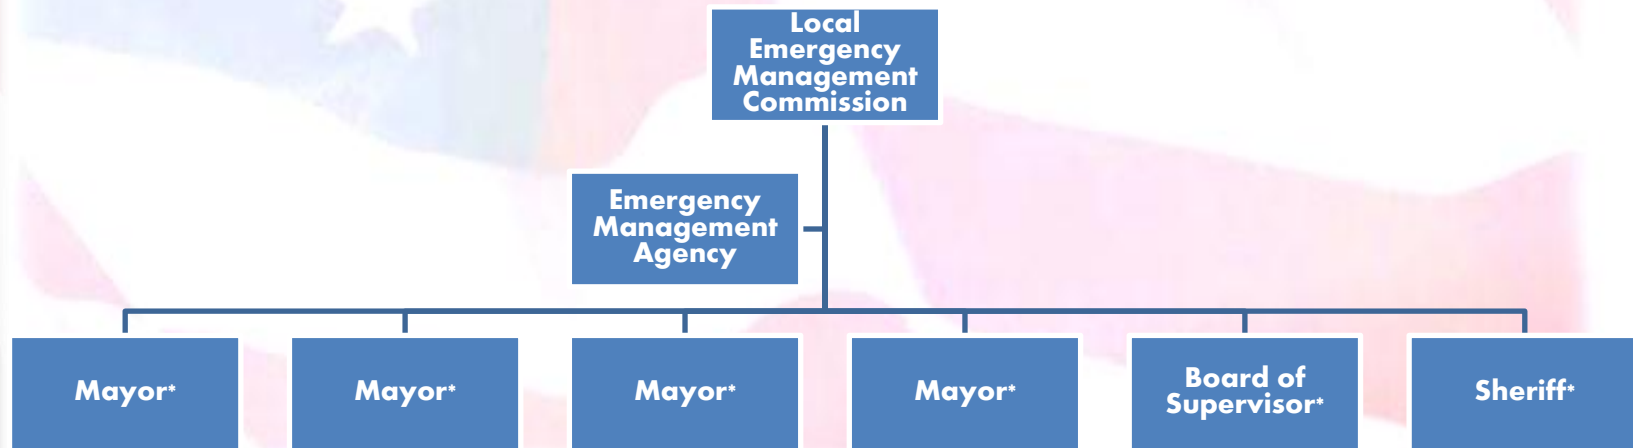 Local
Emergency
Management
Commission
Emergency
Management
Agency
Mayor*
Mayor*
Mayor*
Mayor*
Board of
Supervisor*
Sheriff*